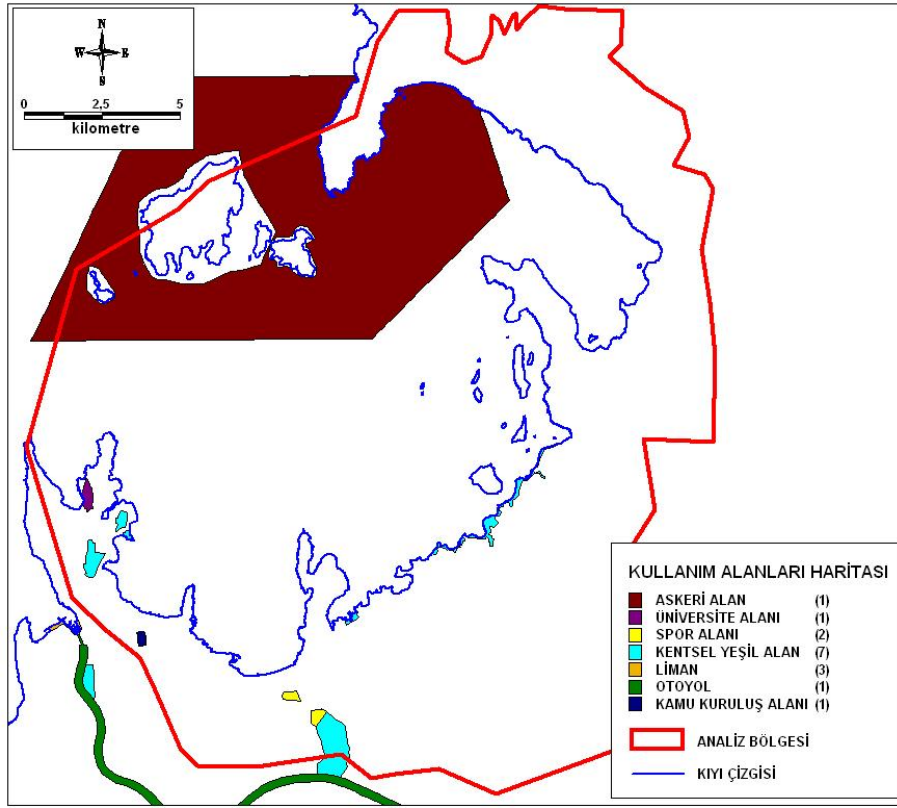 N
W E
S
0 2,5 5
kilometre
KULLANIM ALANLARI HARİTASI
ASKERİ ALAN (1)
ÜNİVERSİTE ALANI (1)
SPOR ALANI (2)
KENTSEL YEŞİL ALAN (7)
LİMAN (3)
OTOYOL (1)
KAMU KURULUŞ ALANI (1)
ANALİZ BÖLGESİ
KIYI ÇİZGİSİ